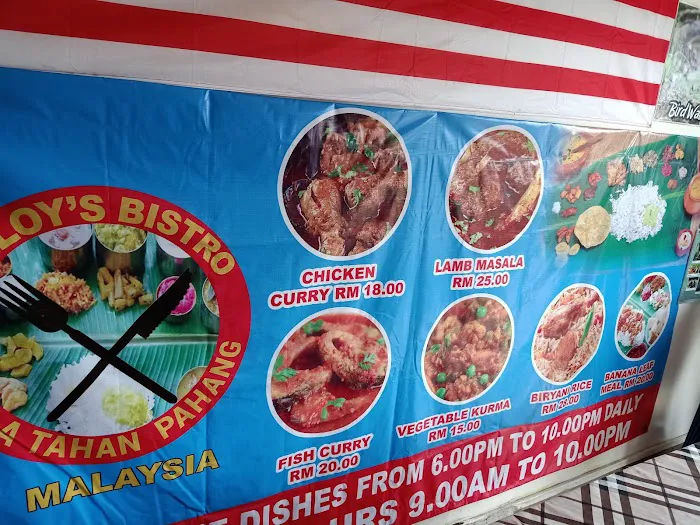 LOY'S BISTRO
A TAHAN PAHANG
MALAYSIA
CHICKEN
CURRY RM 18.00
LAMB MASALA
RM 25.00
FISH CURRY
RM 20.00
VEGETABLE KURMA
RM 15.00
BIRYAN RICE
BANANA LEAF
MEAL, RM 20.00
DISHES FROM 6.00PM TO 10.00PM DAILY
URS 9.00AM TO 10.00PM